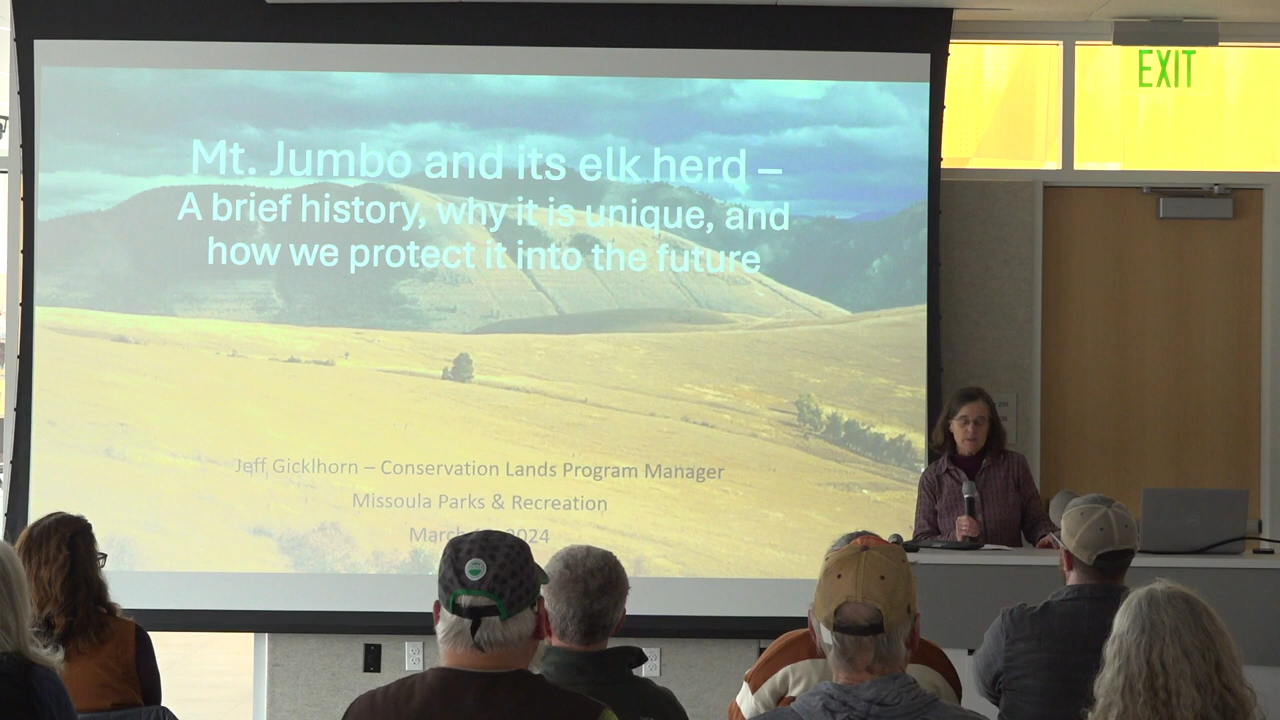 EXIT
Mt. Jumbo and its elk herd –
A brief history, why it is unique, and
how we protect it into the future
Jeff Gicklhorn – Conservation Lands Program Manager
Missoula Parks & Recreation
March 2024